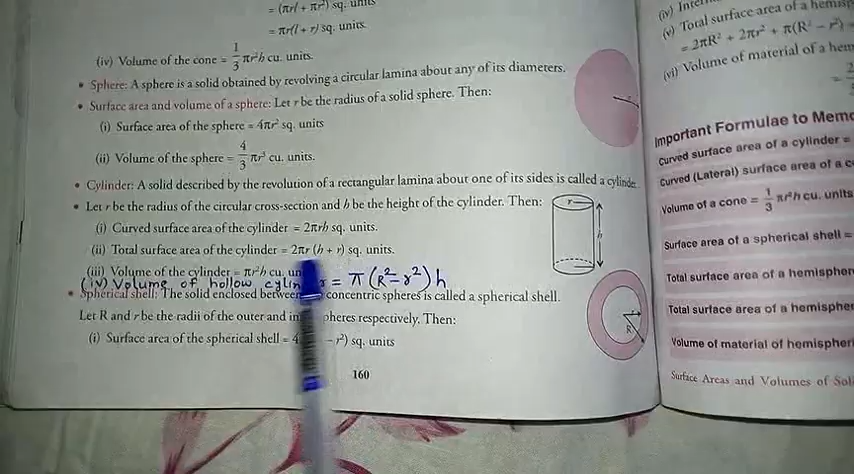 = (πrl + πr²) sq. units
= πr(l + r) sq. units.
(iv) Volume of the cone = 1/3 πr²h cu. units.
• Sphere: A sphere is a solid obtained by revolving a circular lamina about any of its diameters.
• Surface area and volume of a sphere: Let r be the radius of a solid sphere. Then:
(i) Surface area of the sphere = 4πr² sq. units
(ii) Volume of the sphere = 4/3 πr³ cu. units.
• Cylinder: A solid described by the revolution of a rectangular lamina about one of its sides is called a cylinder.
• Let r be the radius of the circular cross-section and h be the height of the cylinder. Then:
(i) Curved surface area of the cylinder = 2πrh sq. units.
(ii) Total surface area of the cylinder = 2πr (h + r) sq. units.
(iii) Volume of the cylinder = πr²h cu. un
(iv) Volume of hollow cylin = π (R²-r²) h
• Spherical shell: The solid enclosed between concentric spheres is called a spherical shell.
Let R and r be the radii of the outer and in pheres respectively. Then:
(i) Surface area of the spherical shell = 4 - r²) sq. units
160
r
h
r
R
(iv)
(v) Total surface area of a hemisp
= 2πR² + 2πr² + π(R² – r²)
(vi) Volume of material of a hem
Important Formulae to Memo
Curved surface area of a cylinder =
Curved (Lateral) surface area of a c
Volume of a cone = 1/3 πr²h cu. units
Surface area of a spherical shell =
Total surface area of a hemispher
Total surface area of a hemisphe
Volume of material of hemispheri
Surface Areas and Volumes of Sol